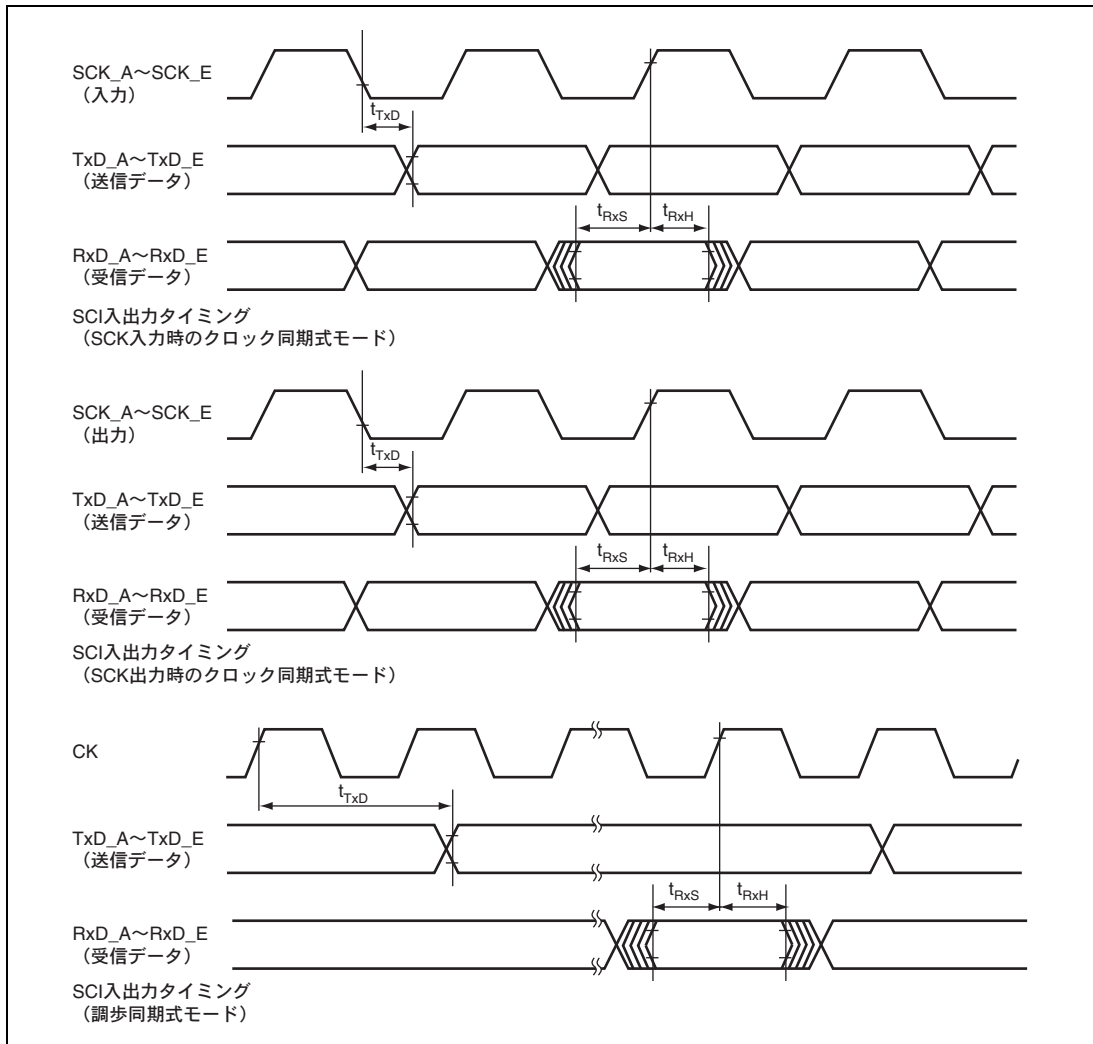 SCK_A～SCK_E
（入力）
tTxD
TxD_A～TxD_E
（送信データ）
tRxS
tRxH
RxD_A～RxD_E
（受信データ）
SCI入出力タイミング
（SCK入力時のクロック同期式モード）
SCK_A～SCK_E
（出力）
tTxD
TxD_A～TxD_E
（送信データ）
tRxS
tRxH
RxD_A～RxD_E
（受信データ）
SCI入出力タイミング
（SCK出力時のクロック同期式モード）
CK
tTxD
TxD_A～TxD_E
（送信データ）
tRxS
tRxH
RxD_A～RxD_E
（受信データ）
SCI入出力タイミング
（調歩同期式モード）